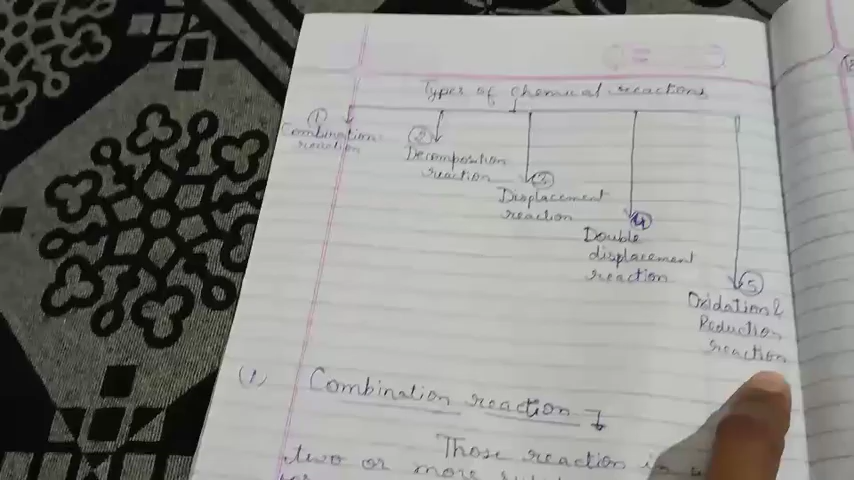 Types of chemical reactions
①
Combination
reaction
②
Decomposition
reaction
③
Displacement
reaction
④
Double
displacement
reaction
⑤
Oxidation &
Reduction
reaction
(1) Combination reaction
Those reaction in
two or more